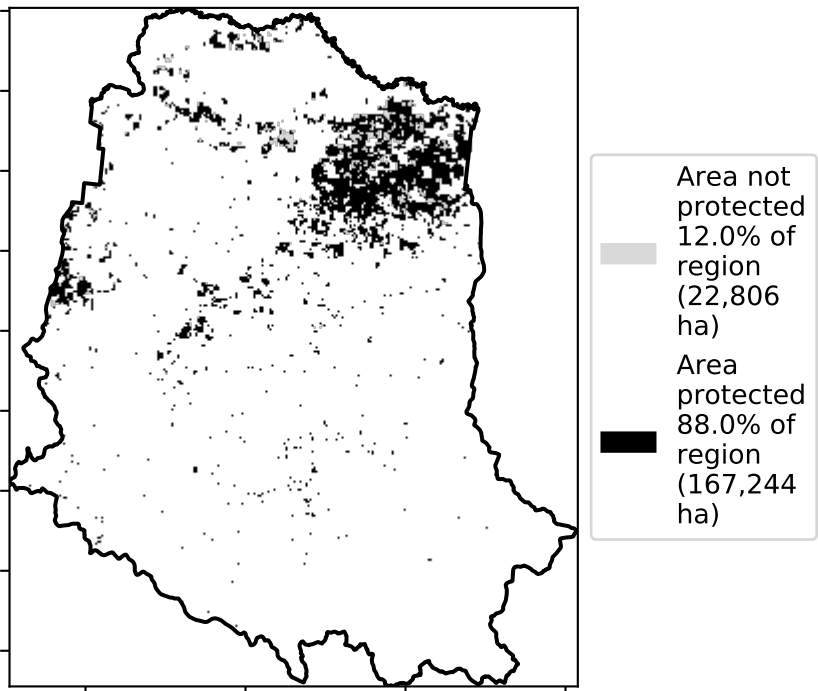 Area not
protected
12.0% of
region
(22,806
ha)
Area
protected
88.0% of
region
(167,244
ha)